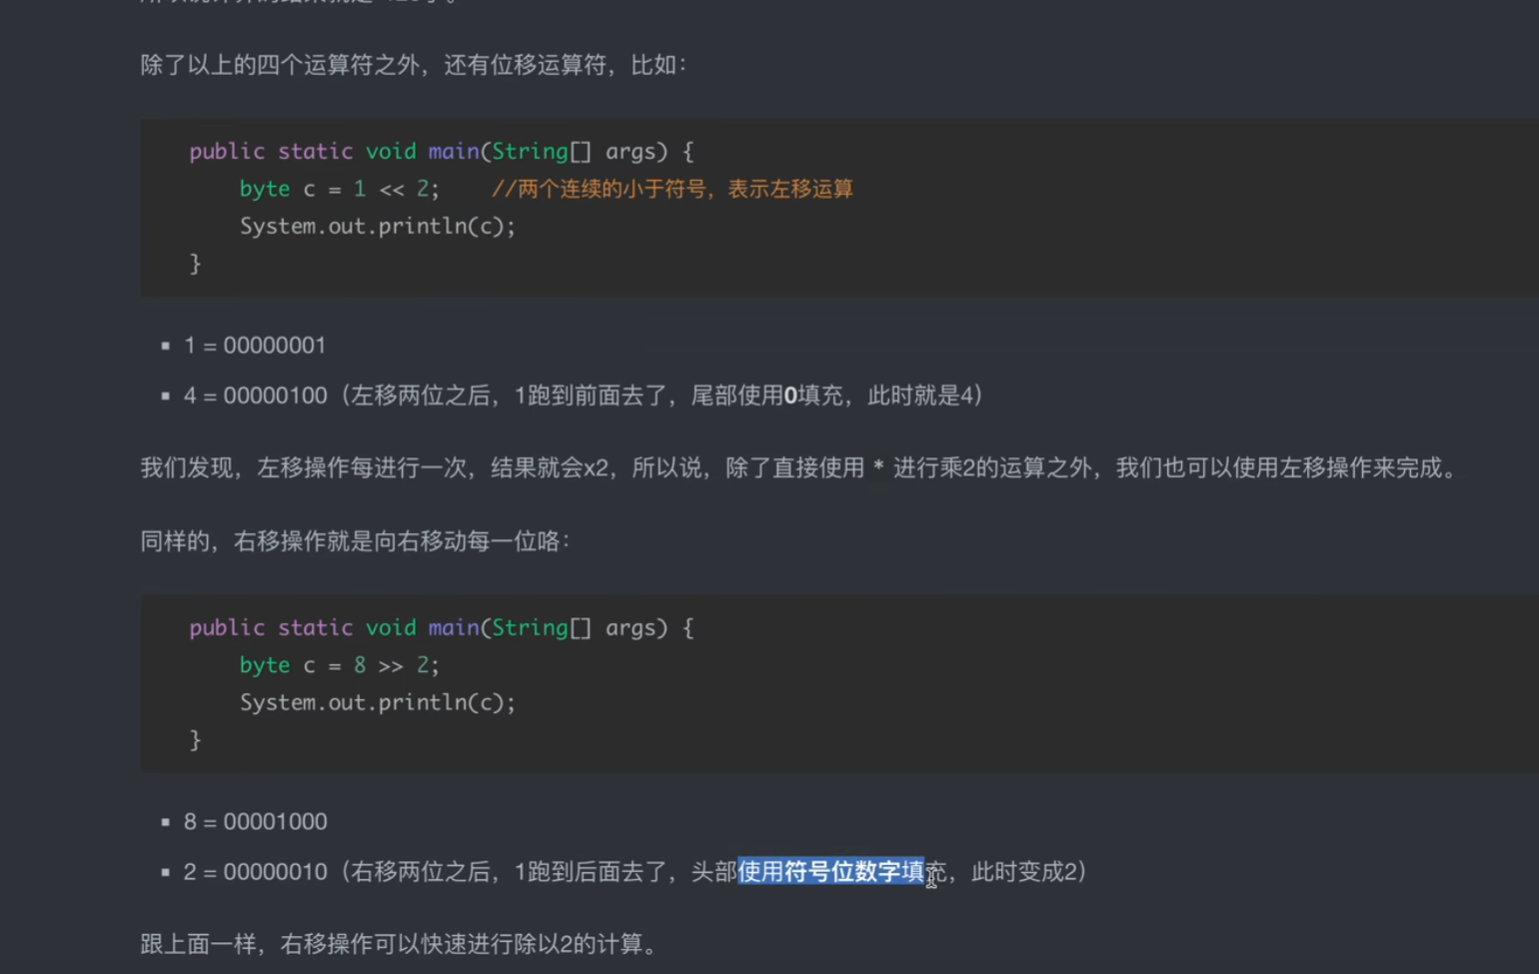 除了以上的四个运算符之外，还有位移运算符，比如：
public static void main(String[] args) {
byte c = 1 << 2;    //两个连续的小于符号，表示左移运算
System.out.println(c);
}
▪ 1 = 00000001
▪ 4 = 00000100（左移两位之后，1跑到前面去了，尾部使用0填充，此时就是4）
我们发现，左移操作每进行一次，结果就会x2，所以说，除了直接使用 * 进行乘2的运算之外，我们也可以使用左移操作来完成。
同样的，右移操作就是向右移动每一位咯：
public static void main(String[] args) {
byte c = 8 >> 2;
System.out.println(c);
}
▪ 8 = 00001000
▪ 2 = 00000010（右移两位之后，1跑到后面去了，头部使用符号位数字填充，此时变成2）
跟上面一样，右移操作可以快速进行除以2的计算。